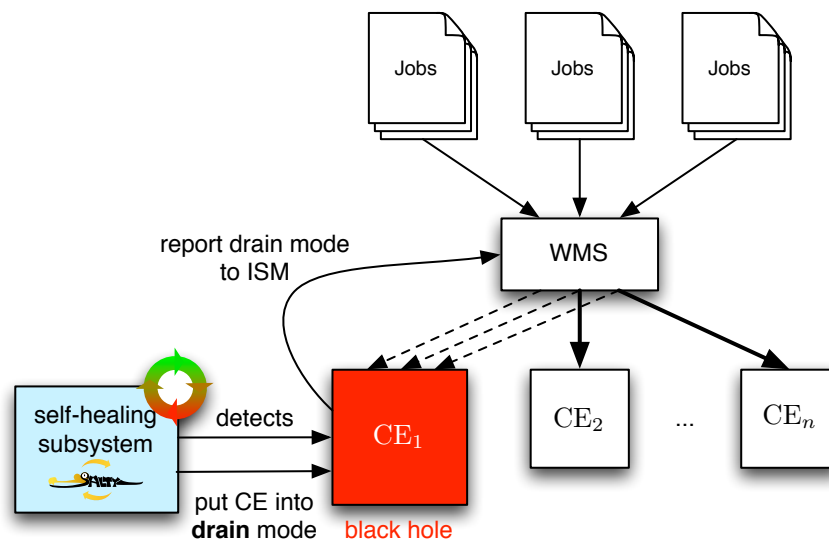 Jobs
Jobs
Jobs
report drain mode
to ISM
WMS
self-healing
subsystem
SALTY
detects
put CE into
drain mode
CE₁
black hole
CE₂
...
CEₙ